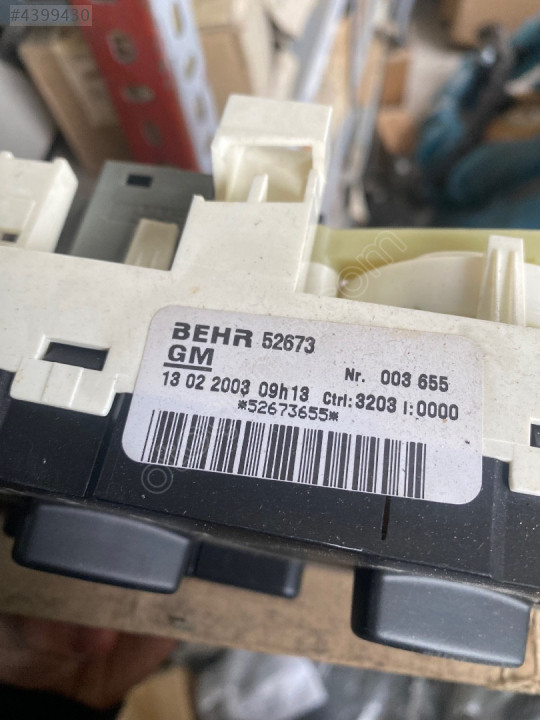 #4399430
BEHR 52673
GM
Nr. 003 655
13 02 2003 09h13 Ctrl:3203 I:0000
*52673655*